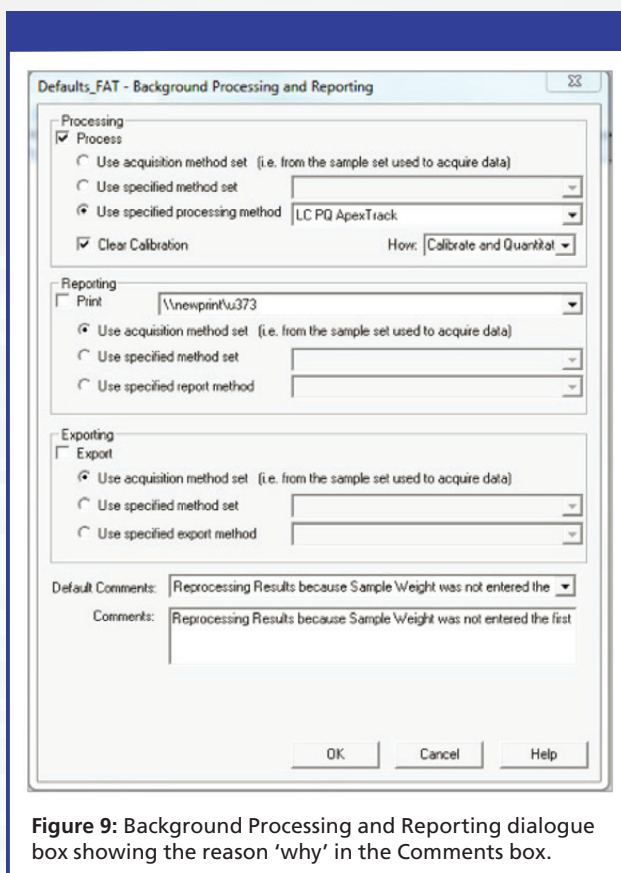 Defaults_FAT - Background Processing and Reporting
Processing
Process
Use acquisition method set (i.e. from the sample set used to acquire data)
Use specified method set
Use specified processing method LC PQ ApexTrack
Clear Calibration How: Calibrate and Quantitat
Reporting
Print \\newprint\u373
Use acquisition method set (i.e. from the sample set used to acquire data)
Use specified method set
Use specified report method
Exporting
Export
Use acquisition method set (i.e. from the sample set used to acquire data)
Use specified method set
Use specified export method
Default Comments: Reprocessing Results because Sample Weight was not entered the
Comments: Reprocessing Results because Sample Weight was not entered the first
OK Cancel Help
Figure 9: Background Processing and Reporting dialogue
box showing the reason ‘why’ in the Comments box.